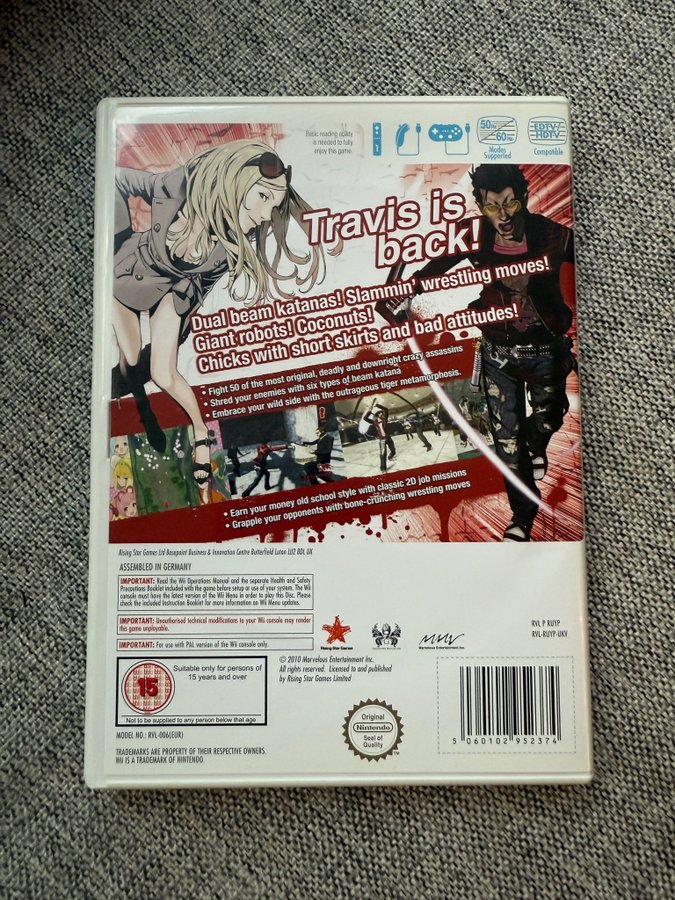 Basic reading ability
is needed to fully
enjoy this game.
1
50Hz
60Hz
Modes
Supported
EDTV/
HDTV
Compatible
Travis is
back!
Dual beam katanas! Slammin' wrestling moves!
Giant robots! Coconuts!
Chicks with short skirts and bad attitudes!
• Fight 50 of the most original, deadly and downright crazy assassins
• Shred your enemies with six types of beam katana
• Embrace your wild side with the outrageous tiger metamorphosis.
• Earn your money old school style with classic 2D job missions
• Grapple your opponents with bone-crunching wrestling moves
Rising Star Games Ltd Basepoint Business & Innovation Centre Butterfield Luton LU2 8DL UK
ASSEMBLED IN GERMANY
IMPORTANT: Read the Wii Operations Manual and the separate Health and Safety
Precautions Booklet included with the game before setup or use of your system. The Wii
console must have the latest version of the Wii Menu in order to play this Disc. Please
check the included Instruction Booklet for more information on Wii Menu updates.
IMPORTANT: Unauthorised technical modifications to your Wii console may render
this game unplayable.
IMPORTANT: For use with PAL version of the Wii console only.
Rising Star Games
MMV
Marvelous Entertainment Inc.
RVL P RUYP
RVL-RUYP-UKV
15
Suitable only for persons of
15 years and over
Not to be supplied to any person below that age
© 2010 Marvelous Entertainment Inc.
All rights reserved. Licensed to and published
by Rising Star Games Limited
Original
Nintendo
Seal of
Quality
TM
5 060102 952374
MODEL NO.: RVL-006(EUR)
TRADEMARKS ARE PROPERTY OF THEIR RESPECTIVE OWNERS.
Wii IS A TRADEMARK OF NINTENDO.